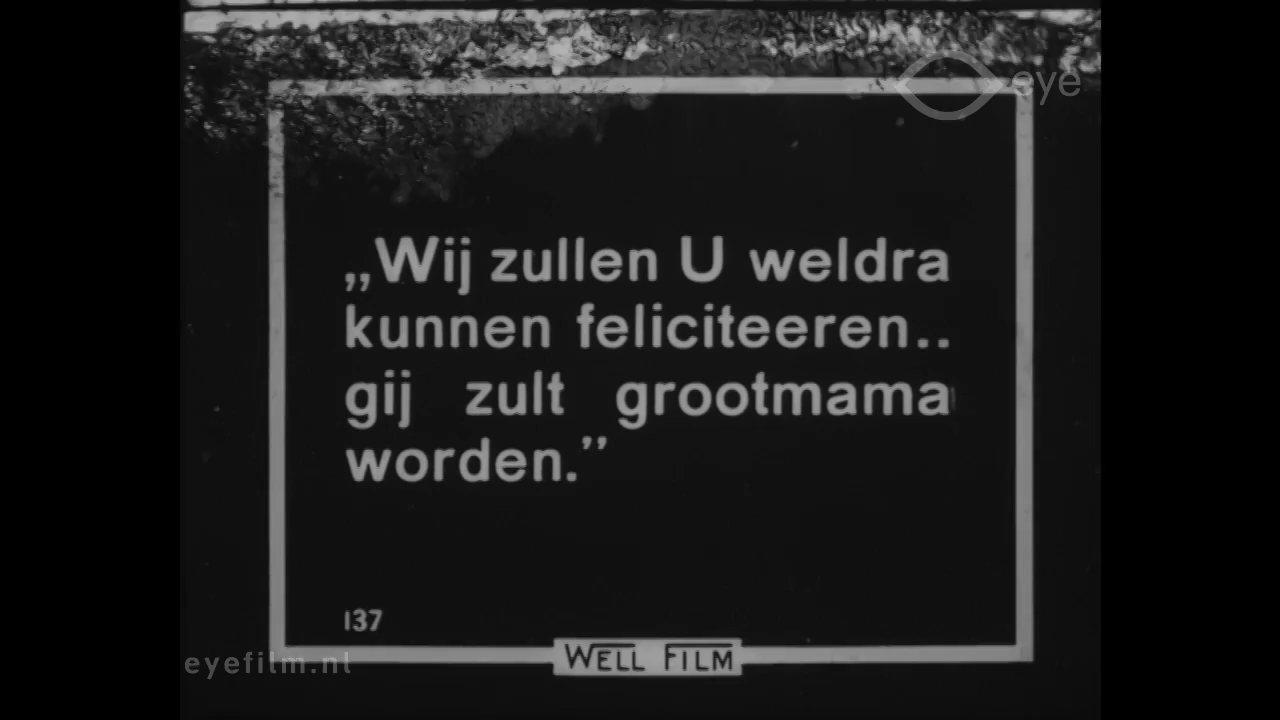 eye
„Wij zullen U weldra
kunnen feliciteeren..
gij zult grootmama
worden.”
137
WELL FILM
eyefilm.nl